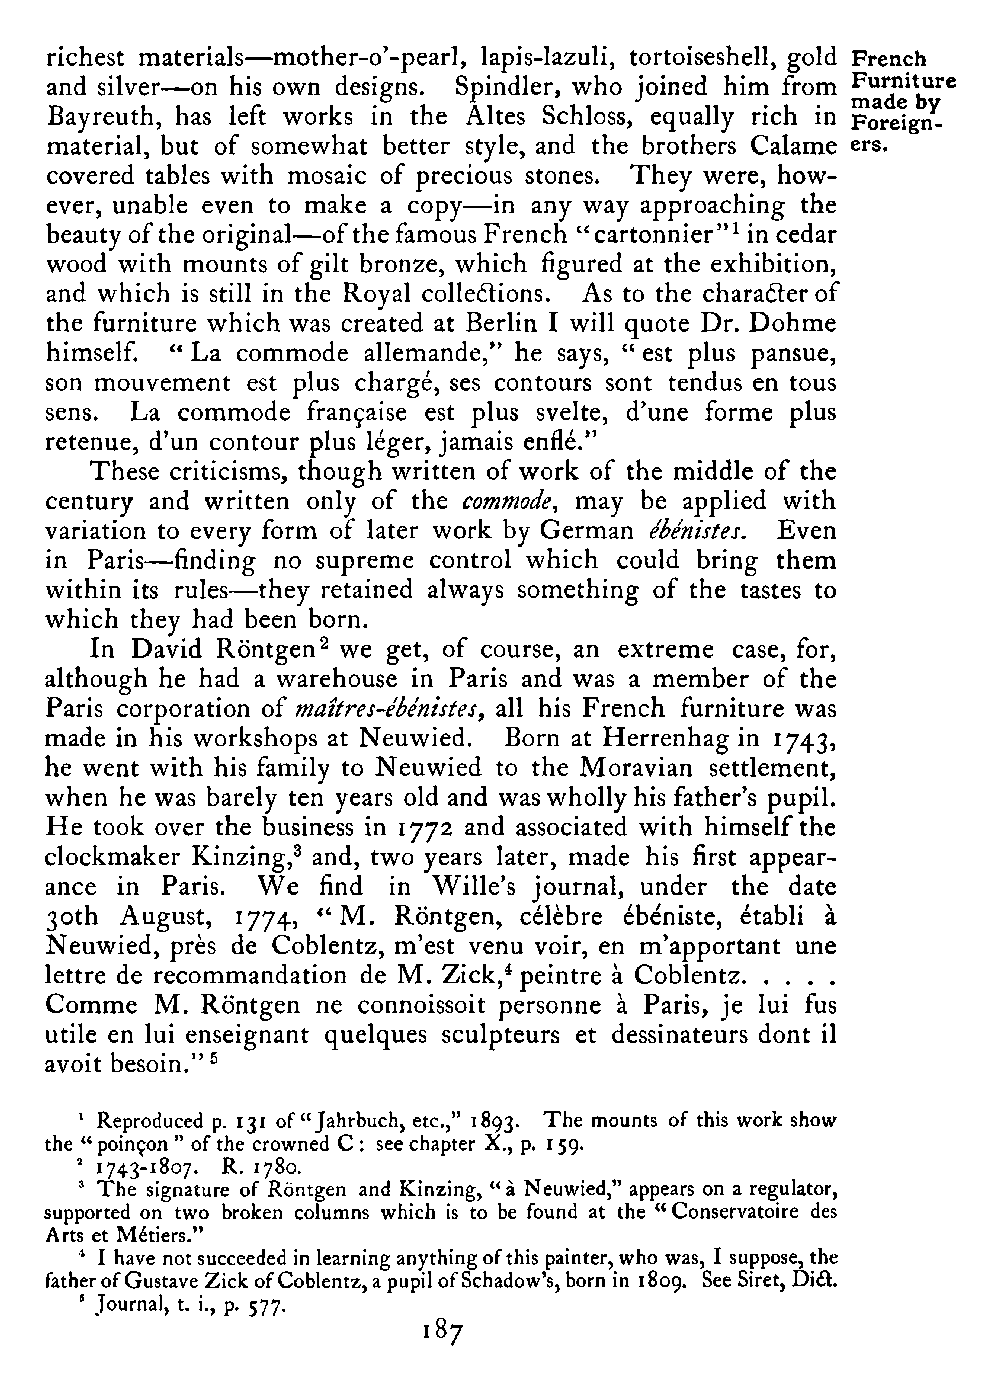 richest materials—mother-o'-pearl, lapis-lazuli, tortoiseshell, gold
and silver—on his own designs. Spindler, who joined him from
Bayreuth, has left works in the Altes Schloss, equally rich in
material, but of somewhat better style, and the brothers Calame
covered tables with mosaic of precious stones. They were, how-
ever, unable even to make a copy—in any way approaching the
beauty of the original—of the famous French “cartonnier”¹ in cedar
wood with mounts of gilt bronze, which figured at the exhibition,
and which is still in the Royal collections. As to the character of
the furniture which was created at Berlin I will quote Dr. Dohme
himself. “La commode allemande,” he says, “est plus pansue,
son mouvement est plus chargé, ses contours sont tendus en tous
sens. La commode française est plus svelte, d'une forme plus
retenue, d'un contour plus léger, jamais enflé.”
These criticisms, though written of work of the middle of the
century and written only of the commode, may be applied with
variation to every form of later work by German ébénistes. Even
in Paris—finding no supreme control which could bring them
within its rules—they retained always something of the tastes to
which they had been born.
In David Röntgen² we get, of course, an extreme case, for,
although he had a warehouse in Paris and was a member of the
Paris corporation of maîtres-ébénistes, all his French furniture was
made in his workshops at Neuwied. Born at Herrenhag in 1743,
he went with his family to Neuwied to the Moravian settlement,
when he was barely ten years old and was wholly his father's pupil.
He took over the business in 1772 and associated with himself the
clockmaker Kinzing,³ and, two years later, made his first appear-
ance in Paris. We find in Wille's journal, under the date
30th August, 1774, “M. Röntgen, célèbre ébéniste, établi à
Neuwied, près de Coblentz, m'est venu voir, en m'apportant une
lettre de recommandation de M. Zick,⁴ peintre à Coblentz. . . . .
Comme M. Röntgen ne connoissoit personne à Paris, je lui fus
utile en lui enseignant quelques sculpteurs et dessinateurs dont il
avoit besoin.”⁵
French
Furniture
made by
Foreign-
ers.
¹ Reproduced p. 131 of “Jahrbuch, etc.,” 1893. The mounts of this work show
the “poinçon” of the crowned C: see chapter X., p. 159.
² 1743-1807. R. 1780.
³ The signature of Röntgen and Kinzing, “à Neuwied,” appears on a regulator,
supported on two broken columns which is to be found at the “Conservatoire des
Arts et Métiers.”
⁴ I have not succeeded in learning anything of this painter, who was, I suppose, the
father of Gustave Zick of Coblentz, a pupil of Schadow's, born in 1809. See Siret, Dict.
⁵ Journal, t. i., p. 577.
187